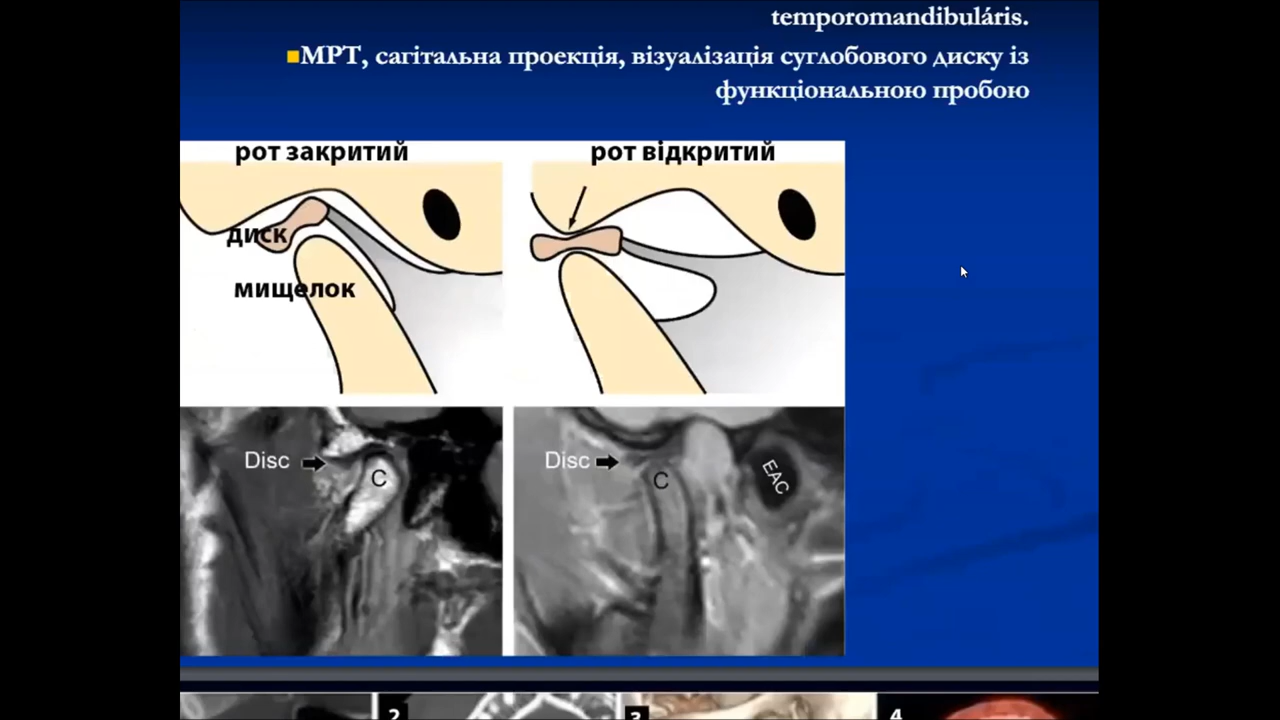 temporomandibuláris.
■МРТ, сагітальна проекція, візуалізація суглобового диску із
функціональною пробою
рот закритий
рот відкритий
диск
мищелок
Disc
C
Disc
C
EAC
2
3
4